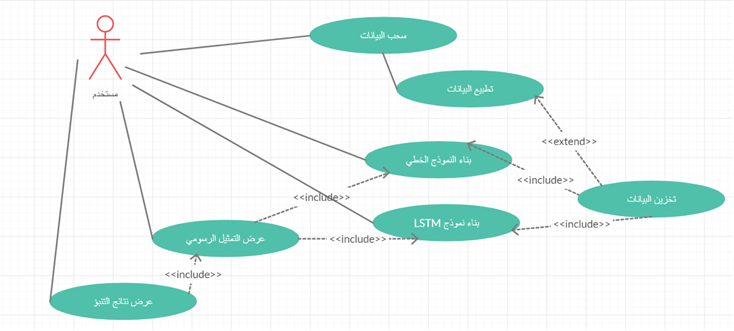 سحب البيانات
تطبيع البيانات
مستخدم
<<extend>>
بناء النموذج الخطي
<<include>>
<<include>>
تخزين البيانات
بناء نموذج LSTM
<<include>>
عرض التمثيل الرسومي
<<include>>
<<include>>
عرض نتائج التنبؤ